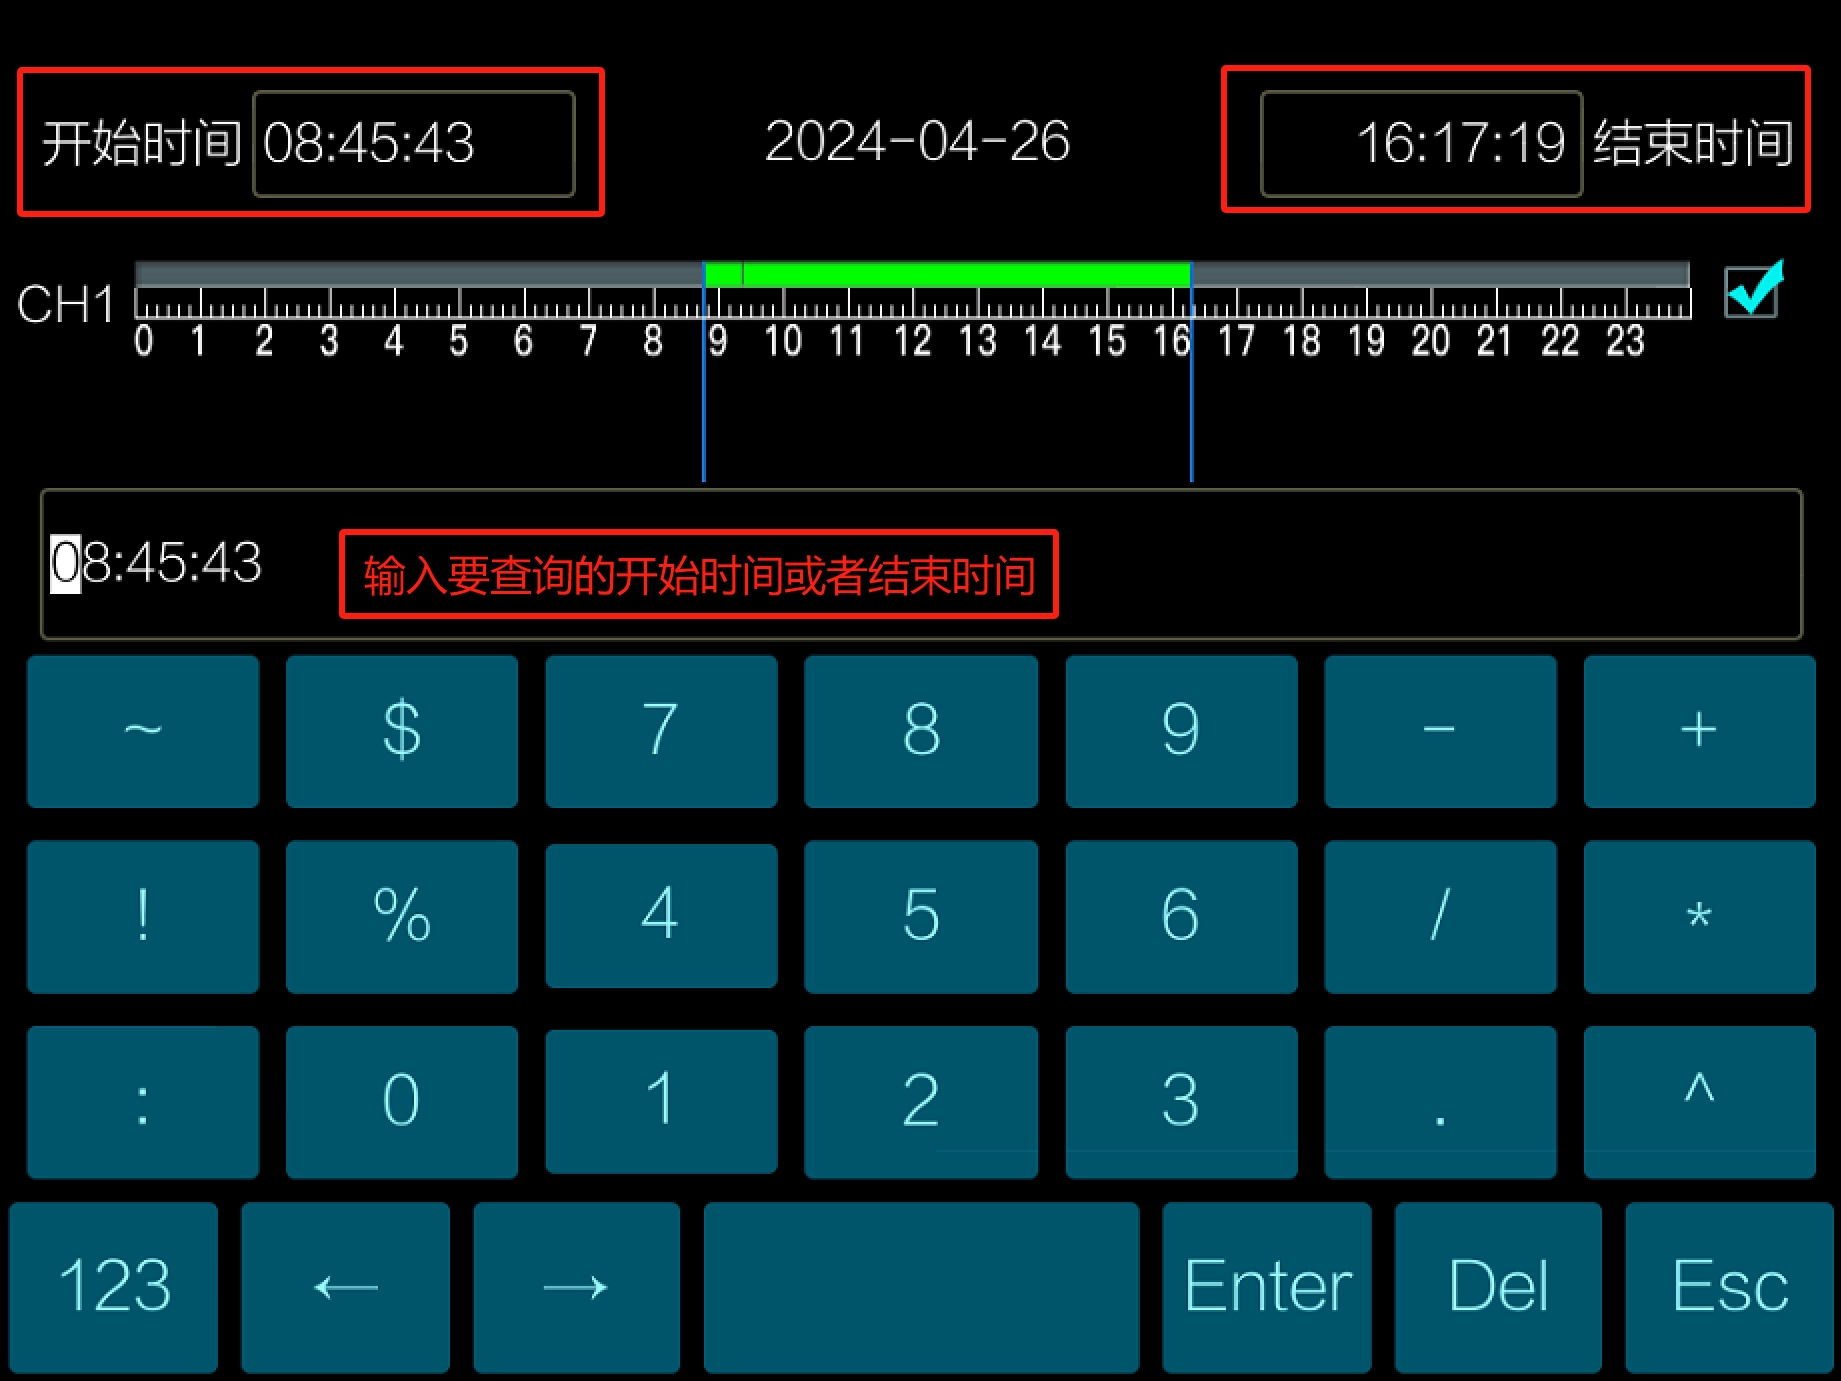 开始时间 08:45:43 2024-04-26 16:17:19 结束时间
CH1
0 1 2 3 4 5 6 7 8 9 10 11 12 13 14 15 16 17 18 19 20 21 22 23
08:45:43 输入要查询的开始时间或者结束时间
~ $ 7 8 9 - +
! % 4 5 6 / *
: 0 1 2 3 . ^
123 ← → Enter Del Esc